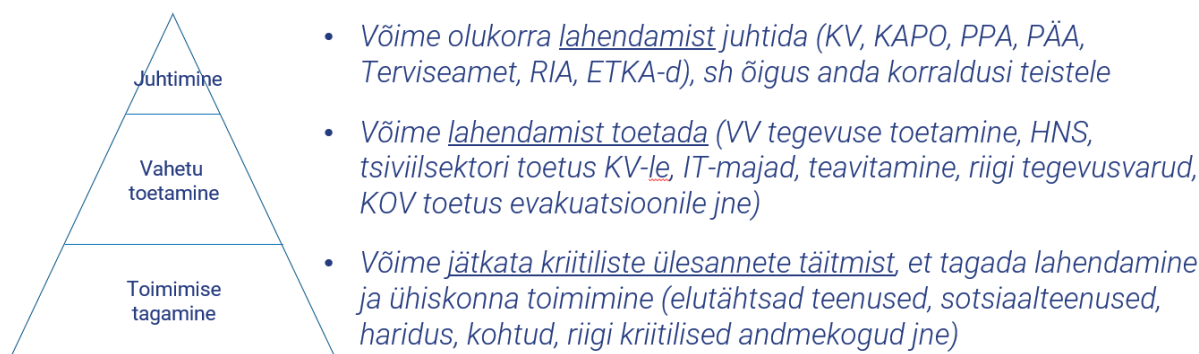 Juhtimine
Vahetu
toetamine
Toimimise
tagamine
• Võime olukorra lahendamist juhtida (KV, KAPO, PPA, PÄA,
Terviseamet, RIA, ETKA-d), sh õigus anda korraldusi teistele
• Võime lahendamist toetada (VV tegevuse toetamine, HNS,
tsiviilsektori toetus KV-le, IT-majad, teavitamine, riigi tegevusvarud,
KOV toetus evakuatsioonile jne)
• Võime jätkata kriitiliste ülesannete täitmist, et tagada lahendamine
ja ühiskonna toimimine (elutähtsad teenused, sotsiaalteenused,
haridus, kohtud, riigi kriitilised andmekogud jne)